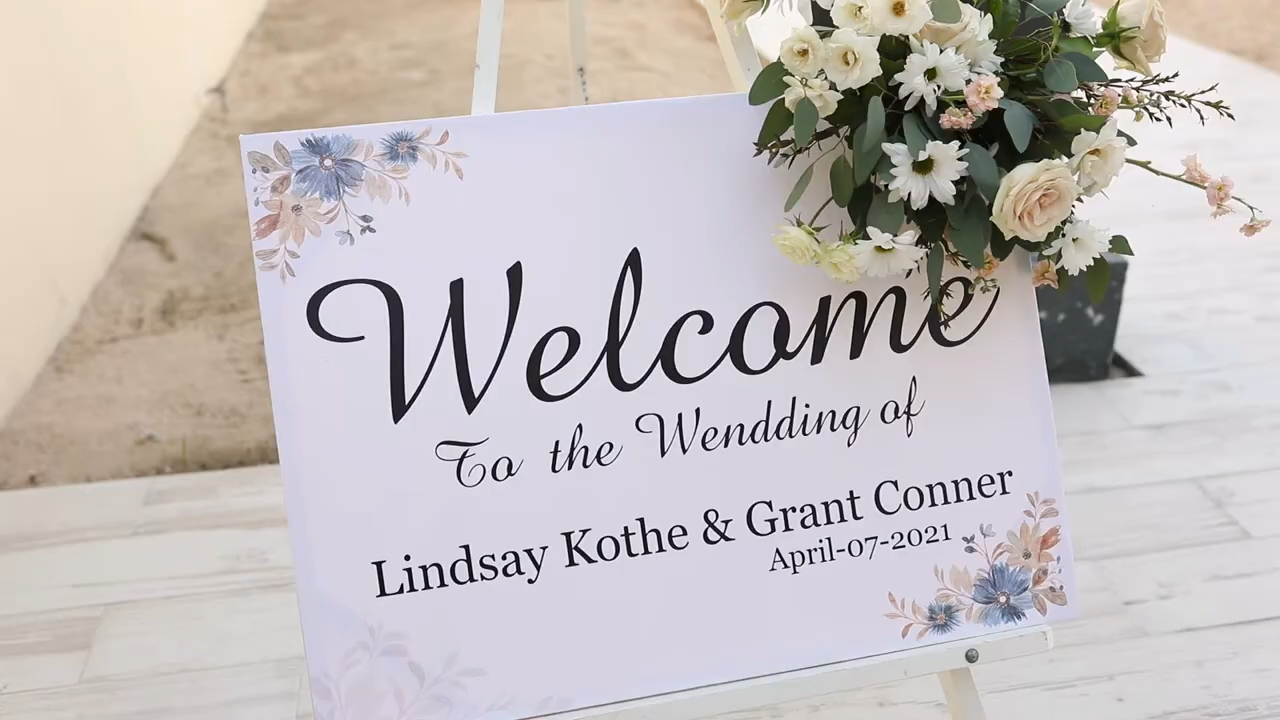 Welcome
To the Wendding of
Lindsay Kothe & Grant Conner
April-07-2021